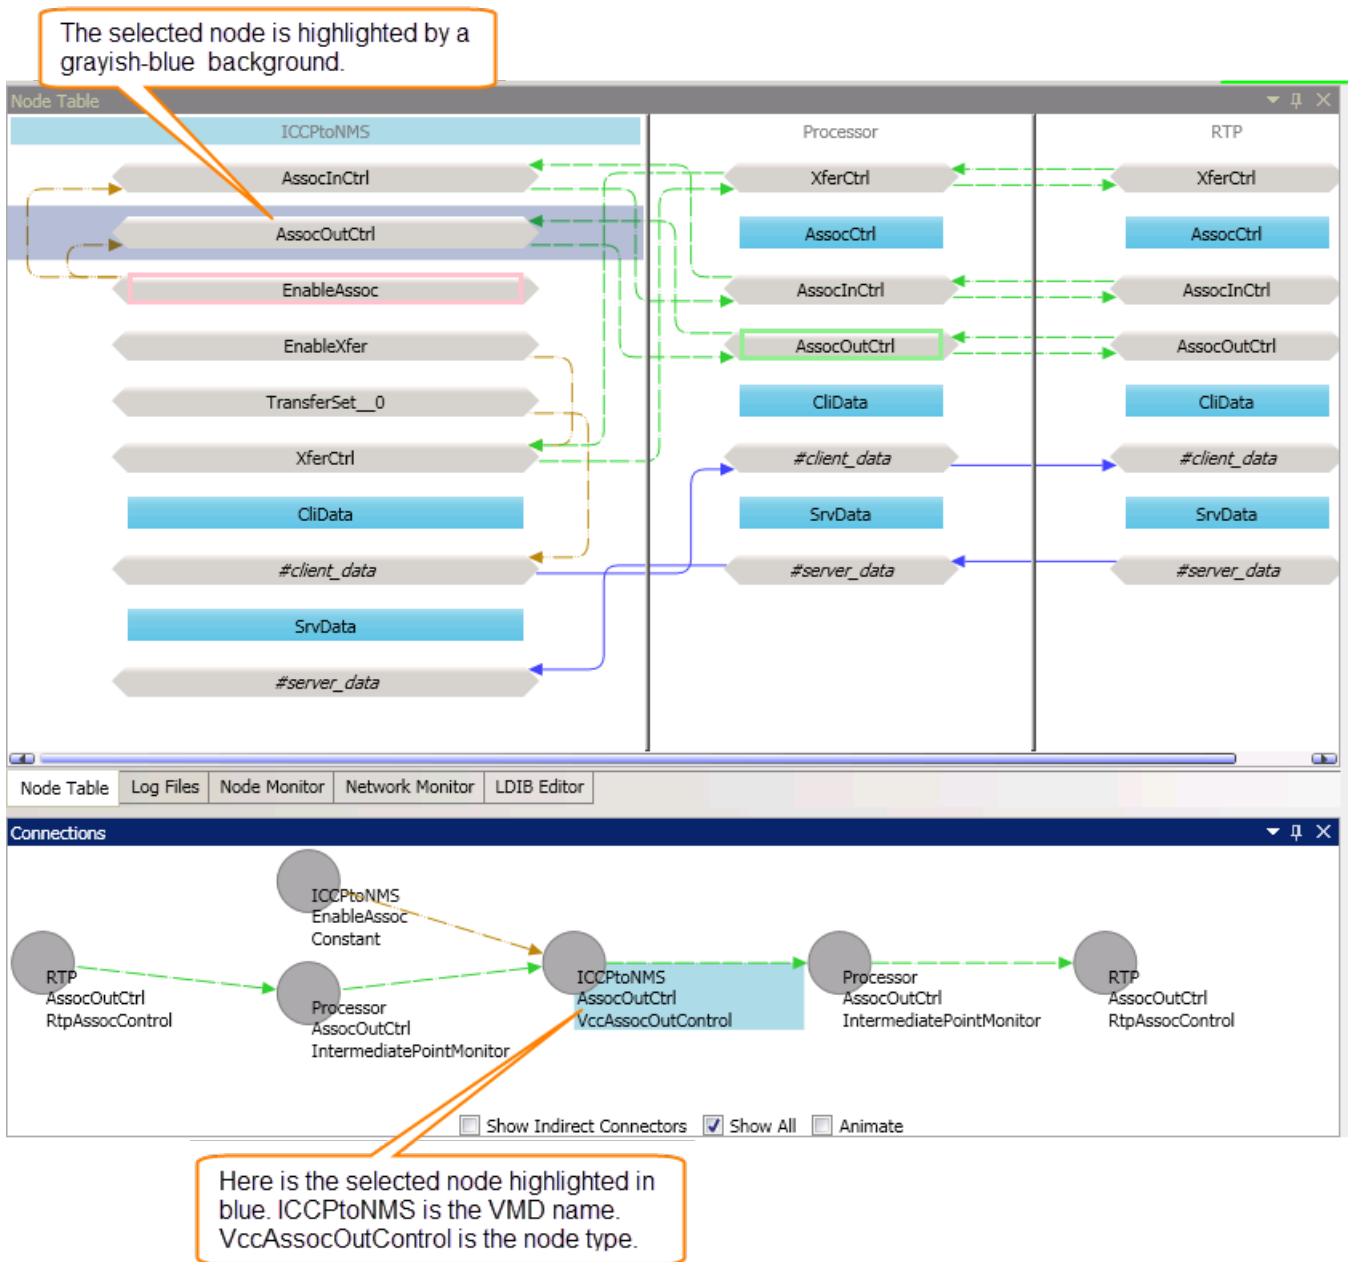 The selected node is highlighted by a
grayish-blue background.
Node Table
ICCPtoNMS
Processor
RTP
AssocInCtrl
XferCtrl
XferCtrl
AssocOutCtrl
AssocCtrl
AssocCtrl
EnableAssoc
AssocInCtrl
AssocInCtrl
EnableXfer
AssocOutCtrl
AssocOutCtrl
TransferSet__0
CliData
CliData
XferCtrl
#client_data
#client_data
CliData
SrvData
SrvData
#client_data
#server_data
#server_data
SrvData
#server_data
Node Table
Log Files
Node Monitor
Network Monitor
LDIB Editor
Connections
ICCPtoNMS
EnableAssoc
Constant
RTP
AssocOutCtrl
RtpAssocControl
Processor
AssocOutCtrl
IntermediatePointMonitor
ICCPtoNMS
AssocOutCtrl
VccAssocOutControl
Processor
AssocOutCtrl
IntermediatePointMonitor
RTP
AssocOutCtrl
RtpAssocControl
Show Indirect Connectors
Show All
Animate
Here is the selected node highlighted in
blue. ICCPtoNMS is the VMD name.
VccAssocOutControl is the node type.